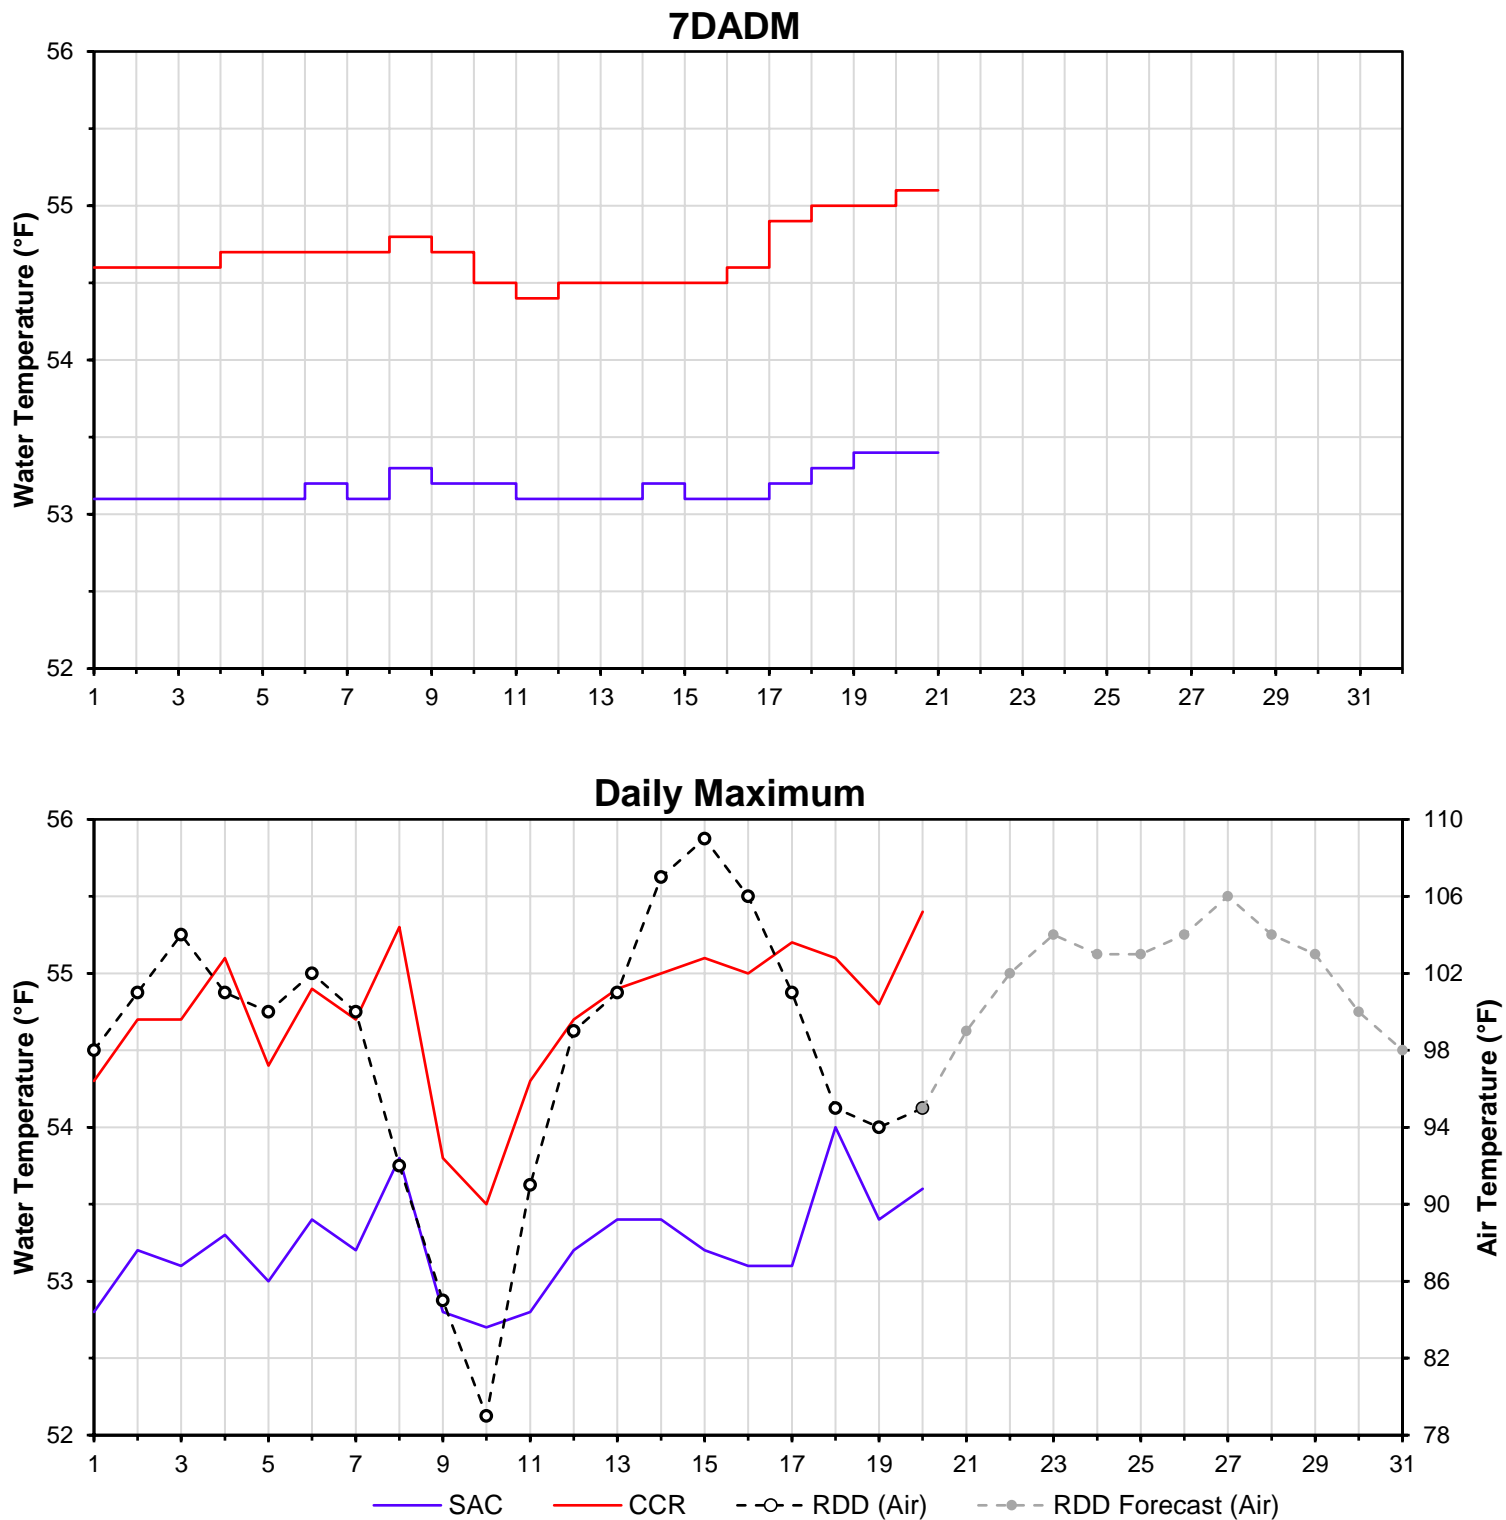 7DADM
Water Temperature (°F)
56
55
54
53
52
1 3 5 7 9 11 13 15 17 19 21 23 25 27 29 31
Daily Maximum
Water Temperature (°F)
56
55
54
53
52
110
106
102
98
94
90
86
82
78
Air Temperature (°F)
1 3 5 7 9 11 13 15 17 19 21 23 25 27 29 31
SAC CCR RDD (Air) RDD Forecast (Air)